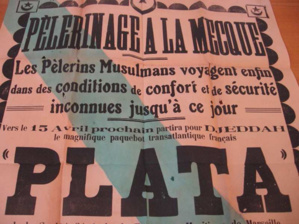 PÈLERINAGE A LA MECQUE
Les Pèlerins Musulmans voyagent enfin
dans des conditions de confort et de sécurité
inconnues jusqu'à ce jour
Vers le 15 Avril prochain partira pour DJEDDAH
le magnifique paquebot transatlantique français
" PLATA "